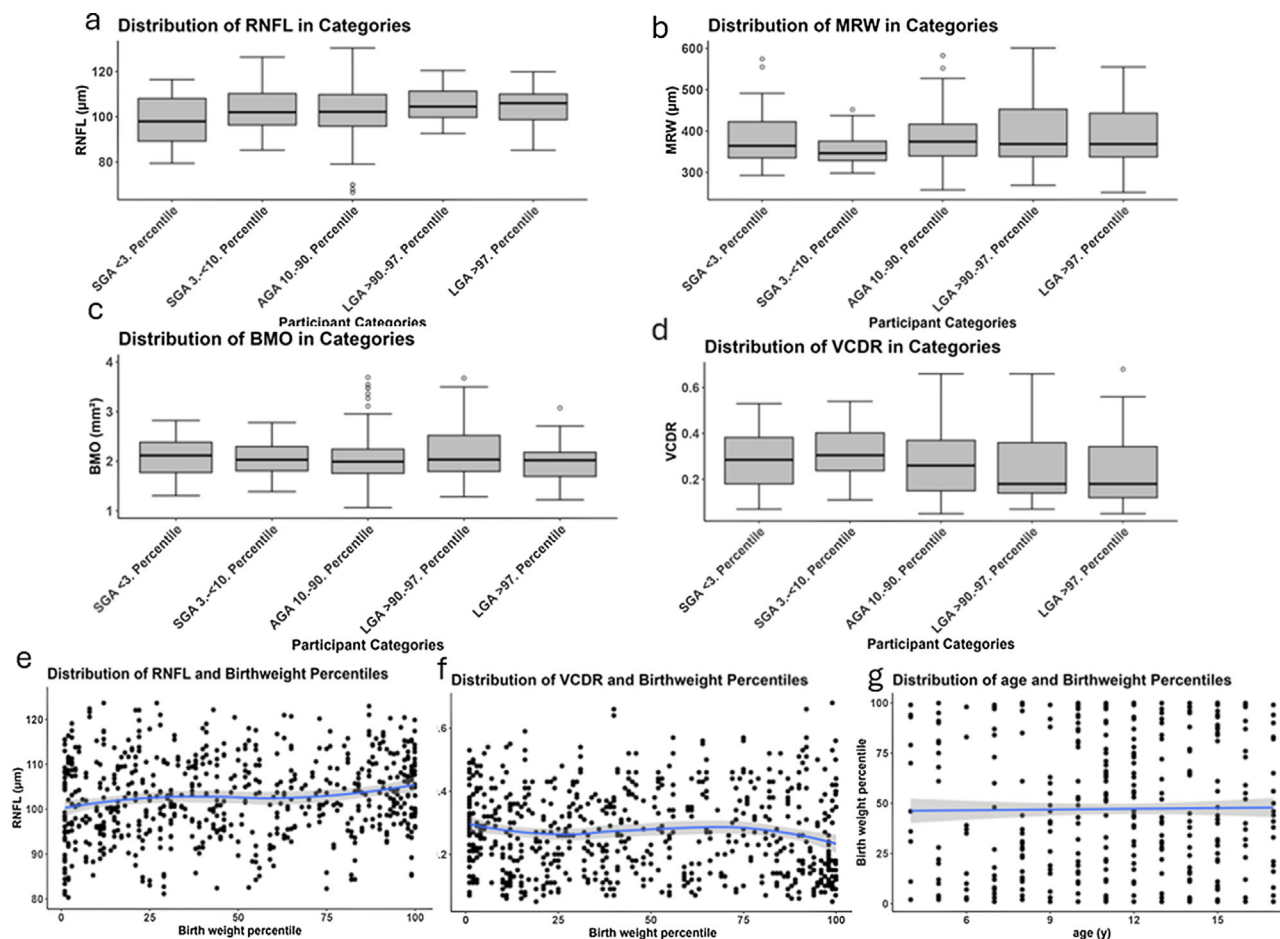 a
Distribution of RNFL in Categories
RNFL (µm)
120
100
80
SGA <3. Percentile
SGA 3.-<10. Percentile
AGA 10.-90. Percentile
LGA >90.-97. Percentile
LGA >97. Percentile
Participant Categories
b
Distribution of MRW in Categories
MRW (µm)
600
500
400
300
SGA <3. Percentile
SGA 3.-<10. Percentile
AGA 10.-90. Percentile
LGA >90.-97. Percentile
LGA >97. Percentile
Participant Categories
c
Distribution of BMO in Categories
BMO (mm²)
4
3
2
1
SGA <3. Percentile
SGA 3.-<10. Percentile
AGA 10.-90. Percentile
LGA >90.-97. Percentile
LGA >97. Percentile
Participant Categories
d
Distribution of VCDR in Categories
VCDR
0.6
0.4
0.2
SGA <3. Percentile
SGA 3.-<10. Percentile
AGA 10.-90. Percentile
LGA >90.-97. Percentile
LGA >97. Percentile
Participant Categories
e
Distribution of RNFL and Birthweight Percentiles
RNFL (µm)
120
110
100
90
80
0 25 50 75 100
Birth weight percentile
f
Distribution of VCDR and Birthweight Percentiles
.6
.4
.2
0 25 50 75 100
Birth weight percentile
g
Distribution of age and Birthweight Percentiles
Birth weight percentile
100
75
50
25
0
6 9 12 15
age (y)